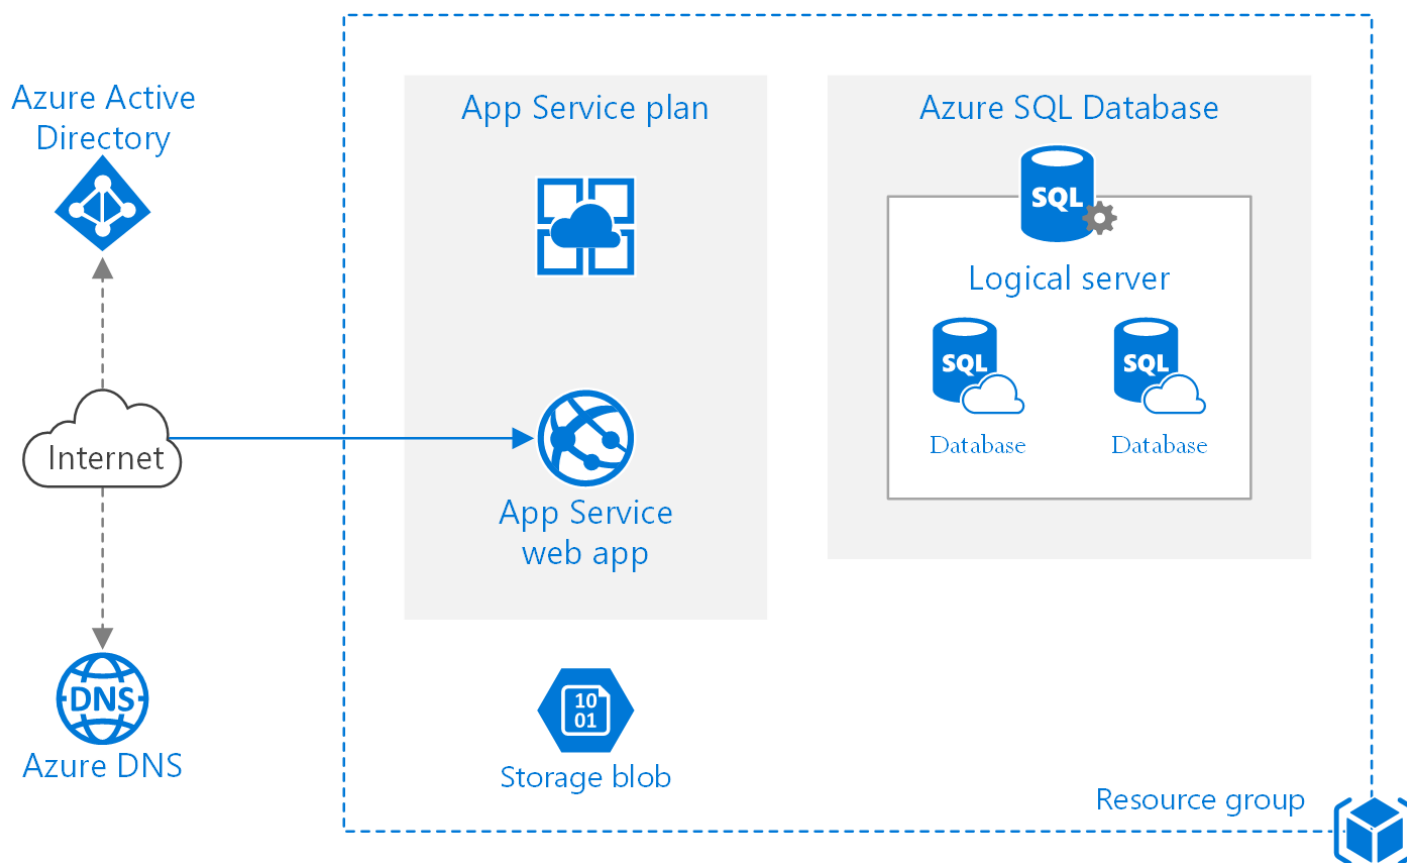 Azure Active
Directory
Internet
DNS
Azure DNS
App Service plan
App Service
web app
10
01
Storage blob
Azure SQL Database
SQL
Logical server
SQL
SQL
Database
Database
Resource group